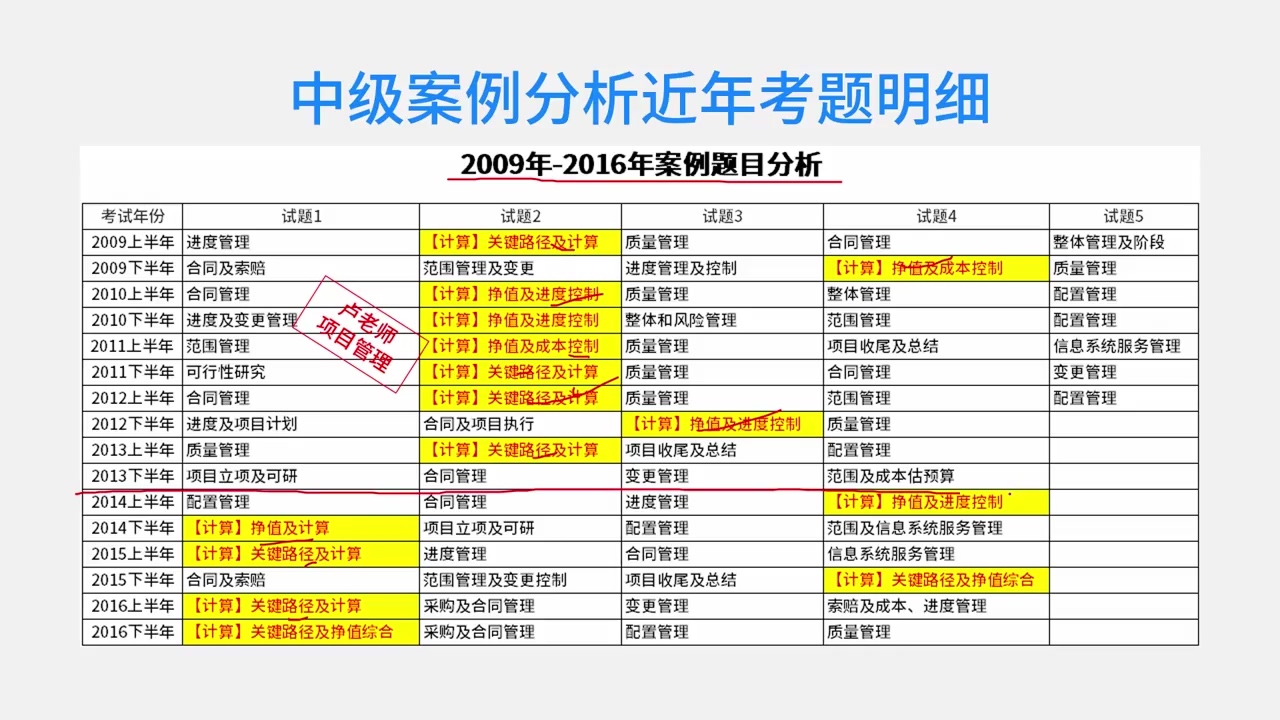 中级案例分析近年考题明细
2009年-2016年案例题目分析
考试年份 试题1 试题2 试题3 试题4 试题5
2009上半年 进度管理 【计算】关键路径及计算 质量管理 合同管理 整体管理及阶段
2009下半年 合同及索赔 范围管理及变更 进度管理及控制 【计算】挣值及成本控制 质量管理
2010上半年 合同管理 【计算】挣值及进度控制 质量管理 整体管理 配置管理
2010下半年 进度及变更管理 【计算】挣值及进度控制 整体和风险管理 范围管理 配置管理
2011上半年 范围管理 【计算】挣值及成本控制 质量管理 项目收尾及总结 信息系统服务管理
2011下半年 可行性研究 【计算】关键路径及计算 质量管理 合同管理 变更管理
2012上半年 合同管理 【计算】关键路径及计算 质量管理 范围管理 配置管理
2012下半年 进度及项目计划 合同及项目执行 【计算】挣值及进度控制 质量管理
2013上半年 质量管理 【计算】关键路径及计算 项目收尾及总结 配置管理
2013下半年 项目立项及可研 合同管理 变更管理 范围及成本估预算
2014上半年 配置管理 合同管理 进度管理 【计算】挣值及进度控制
2014下半年 【计算】挣值及计算 项目立项及可研 配置管理 范围及信息系统服务管理
2015上半年 【计算】关键路径及计算 进度管理 合同管理 信息系统服务管理
2015下半年 合同及索赔 范围管理及变更控制 项目收尾及总结 【计算】关键路径及挣值综合
2016上半年 【计算】关键路径及计算 采购及合同管理 变更管理 索赔及成本、进度管理
2016下半年 【计算】关键路径及挣值综合 采购及合同管理 配置管理 质量管理
卢老师
项目管理